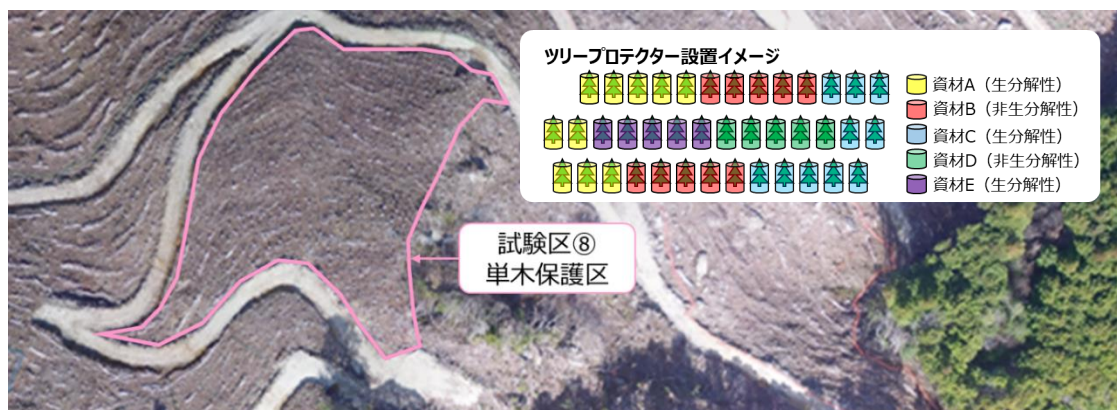 ツリープロテクター設置イメージ
資材A（生分解性）
資材B（非生分解性）
資材C（生分解性）
資材D（非生分解性）
資材E（生分解性）
試験区⑧
単木保護区